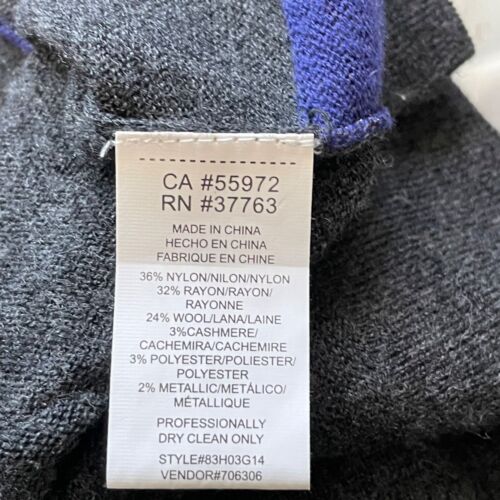 CA #55972
RN #37763
MADE IN CHINA
HECHO EN CHINA
FABRIQUE EN CHINE
36% NYLON/NILON/NYLON
32% RAYON/RAYON/
RAYONNE
24% WOOL/LANA/LAINE
3%CASHMERE/
CACHEMIRA/CACHEMIRE
3% POLYESTER/POLIESTER/
POLYESTER
2% METALLIC/METÁLICO/
MÉTALLIQUE
PROFESSIONALLY
DRY CLEAN ONLY
STYLE#83H03G14
VENDOR#706306